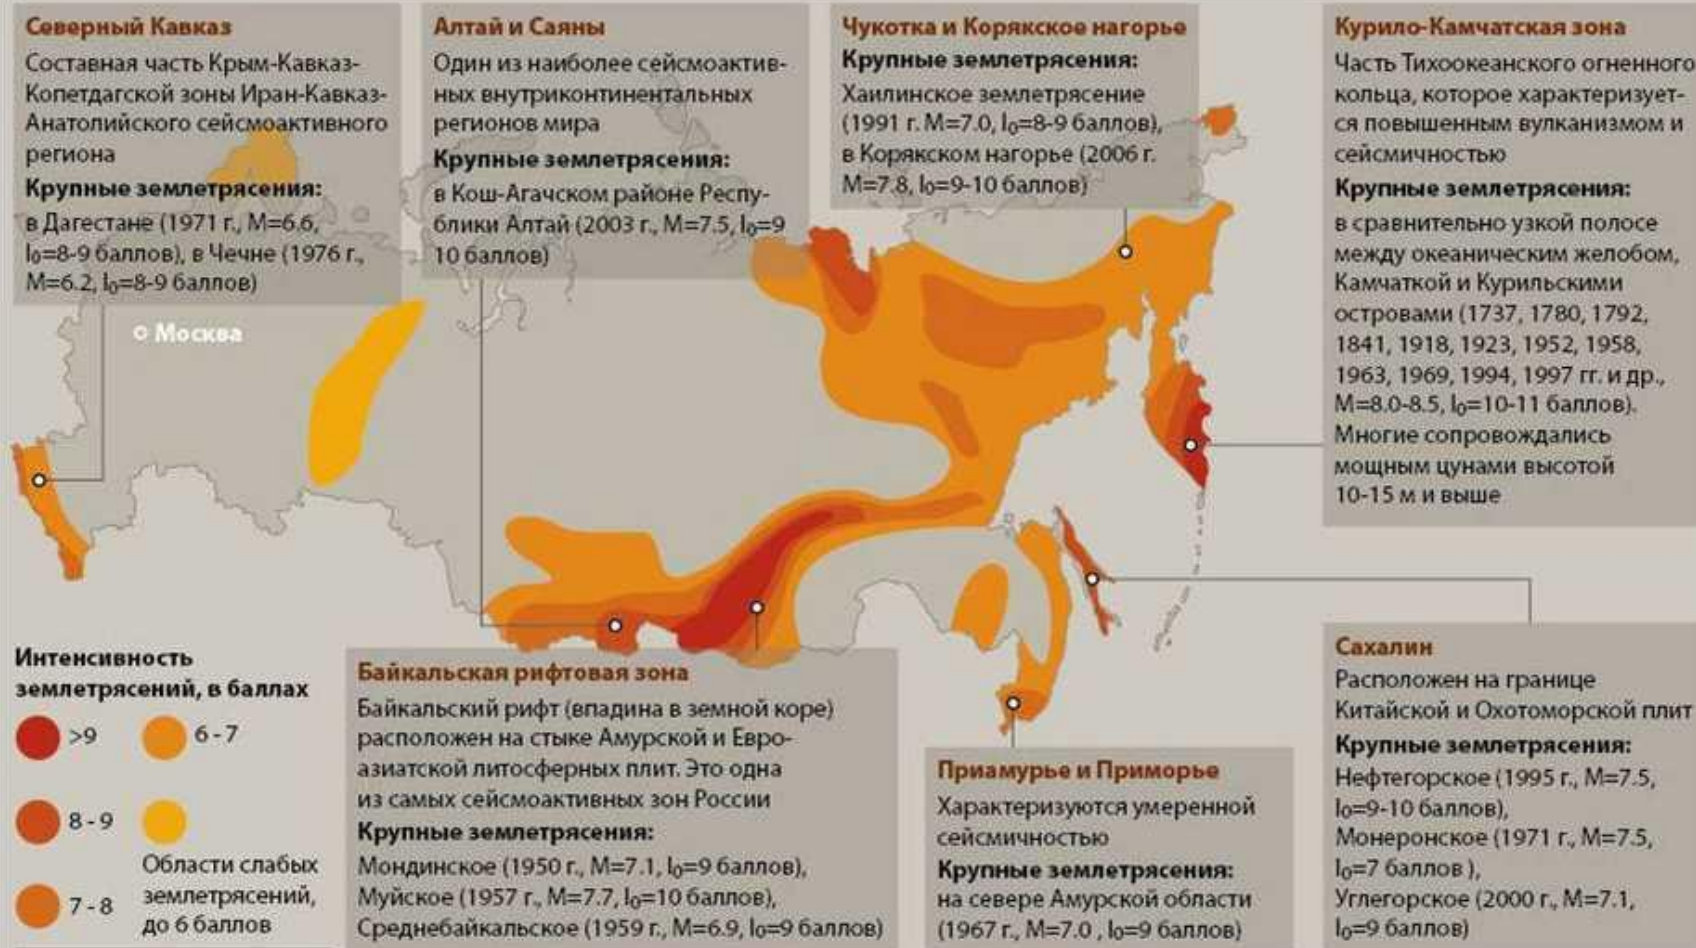 Северный Кавказ
Составная часть Крым-Кавказ-
Копетдагской зоны Иран-Кавказ-
Анатолийского сейсмоактивного
региона
Крупные землетрясения:
в Дагестане (1971 г., М=6.6,
I₀=8-9 баллов), в Чечне (1976 г.,
М=6.2, I₀=8-9 баллов)
Алтай и Саяны
Один из наиболее сейсмоактив-
ных внутриконтинентальных
регионов мира
Крупные землетрясения:
в Кош-Агачском районе Респу-
блики Алтай (2003 г., М=7.5, I₀=9
10 баллов)
Чукотка и Корякское нагорье
Крупные землетрясения:
Хаилинское землетрясение
(1991 г. М=7.0, I₀=8-9 баллов),
в Корякском нагорье (2006 г.
М=7.8, I₀=9-10 баллов)
Курило-Камчатская зона
Часть Тихоокеанского огненного
кольца, которое характеризует-
ся повышенным вулканизмом и
сейсмичностью
Крупные землетрясения:
в сравнительно узкой полосе
между океаническим желобом,
Камчаткой и Курильскими
островами (1737, 1780, 1792,
1841, 1918, 1923, 1952, 1958,
1963, 1969, 1994, 1997 гг. и др.,
М=8.0-8.5, I₀=10-11 баллов).
Многие сопровождались
мощным цунами высотой
10-15 м и выше
Москва
Интенсивность
землетрясений, в баллах
>9
6 - 7
8 - 9
7 - 8
Области слабых
землетрясений,
до 6 баллов
Байкальская рифтовая зона
Байкальский рифт (впадина в земной коре)
расположен на стыке Амурской и Евро-
азиатской литосферных плит. Это одна
из самых сейсмоактивных зон России
Крупные землетрясения:
Мондинское (1950 г., М=7.1, I₀=9 баллов),
Муйское (1957 г., М=7.7, I₀=10 баллов),
Среднебайкальское (1959 г., М=6.9, I₀=9 баллов)
Приамурье и Приморье
Характеризуются умеренной
сейсмичностью
Крупные землетрясения:
на севере Амурской области
(1967 г., М=7.0 , I₀=9 баллов)
Сахалин
Расположен на границе
Китайской и Охотоморской плит
Крупные землетрясения:
Нефтегорское (1995 г., М=7.5,
I₀=9-10 баллов),
Монеронское (1971 г., М=7.5,
I₀=7 баллов ),
Углегорское (2000 г., М=7.1,
I₀=9 баллов)